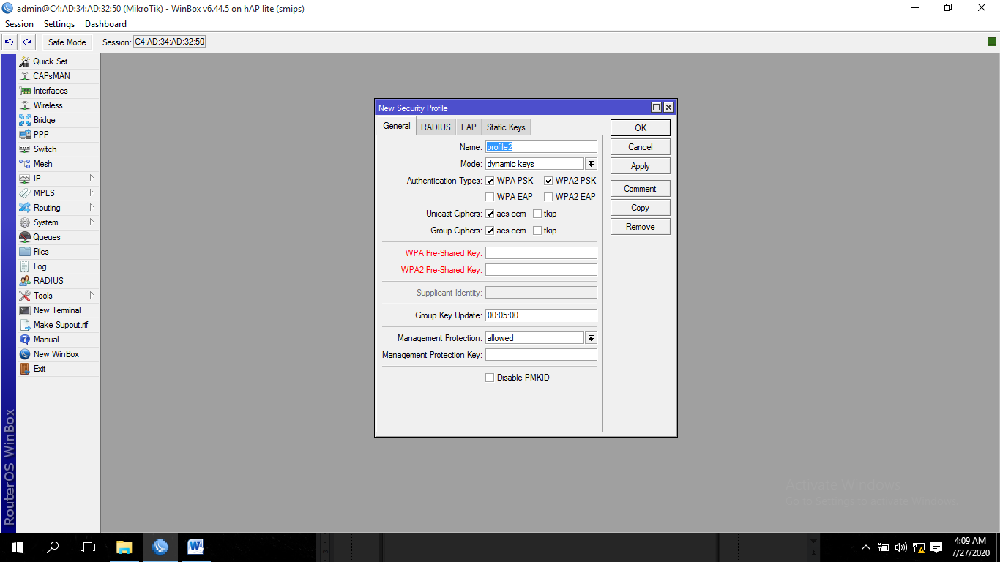 admin@C4:AD:34:AD:32:50 (MikroTik) - WinBox v6.44.5 on hAP lite (smips)
Session Settings Dashboard
Safe Mode Session: C4:AD:34:AD:32:50
Quick Set
CAPsMAN
Interfaces
Wireless
Bridge
PPP
Switch
Mesh
IP
MPLS
Routing
System
Queues
Files
Log
RADIUS
Tools
New Terminal
Make Supout.rif
Manual
New WinBox
Exit
RouterOS WinBox
New Security Profile
General RADIUS EAP Static Keys
Name: profile2
Mode: dynamic keys
Authentication Types: WPA PSK WPA2 PSK
WPA EAP WPA2 EAP
Unicast Ciphers: aes ccm tkip
Group Ciphers: aes ccm tkip
WPA Pre-Shared Key:
WPA2 Pre-Shared Key:
Supplicant Identity:
Group Key Update: 00:05:00
Management Protection: allowed
Management Protection Key:
Disable PMKID
OK
Cancel
Apply
Comment
Copy
Remove
Activate Windows
Go to Settings to activate Windows.
4:09 AM
7/27/2020